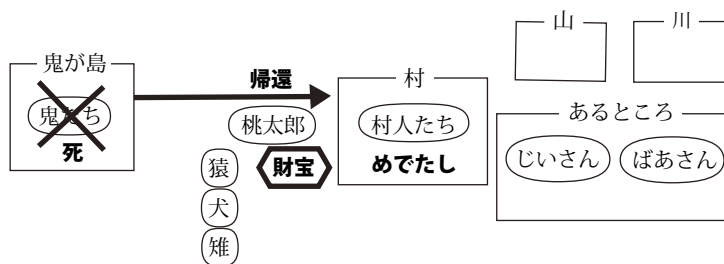 鬼が島
鬼たち
死
帰還
桃太郎
猿
犬
雉
財宝
村
村人たち
めでたし
山
川
あるところ
じいさん
ばあさん